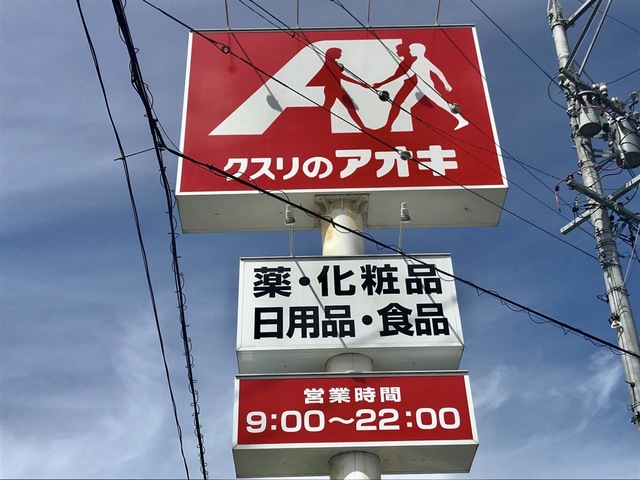 クスリのアオキ
薬・化粧品
日用品・食品
営業時間
9:00～22:00